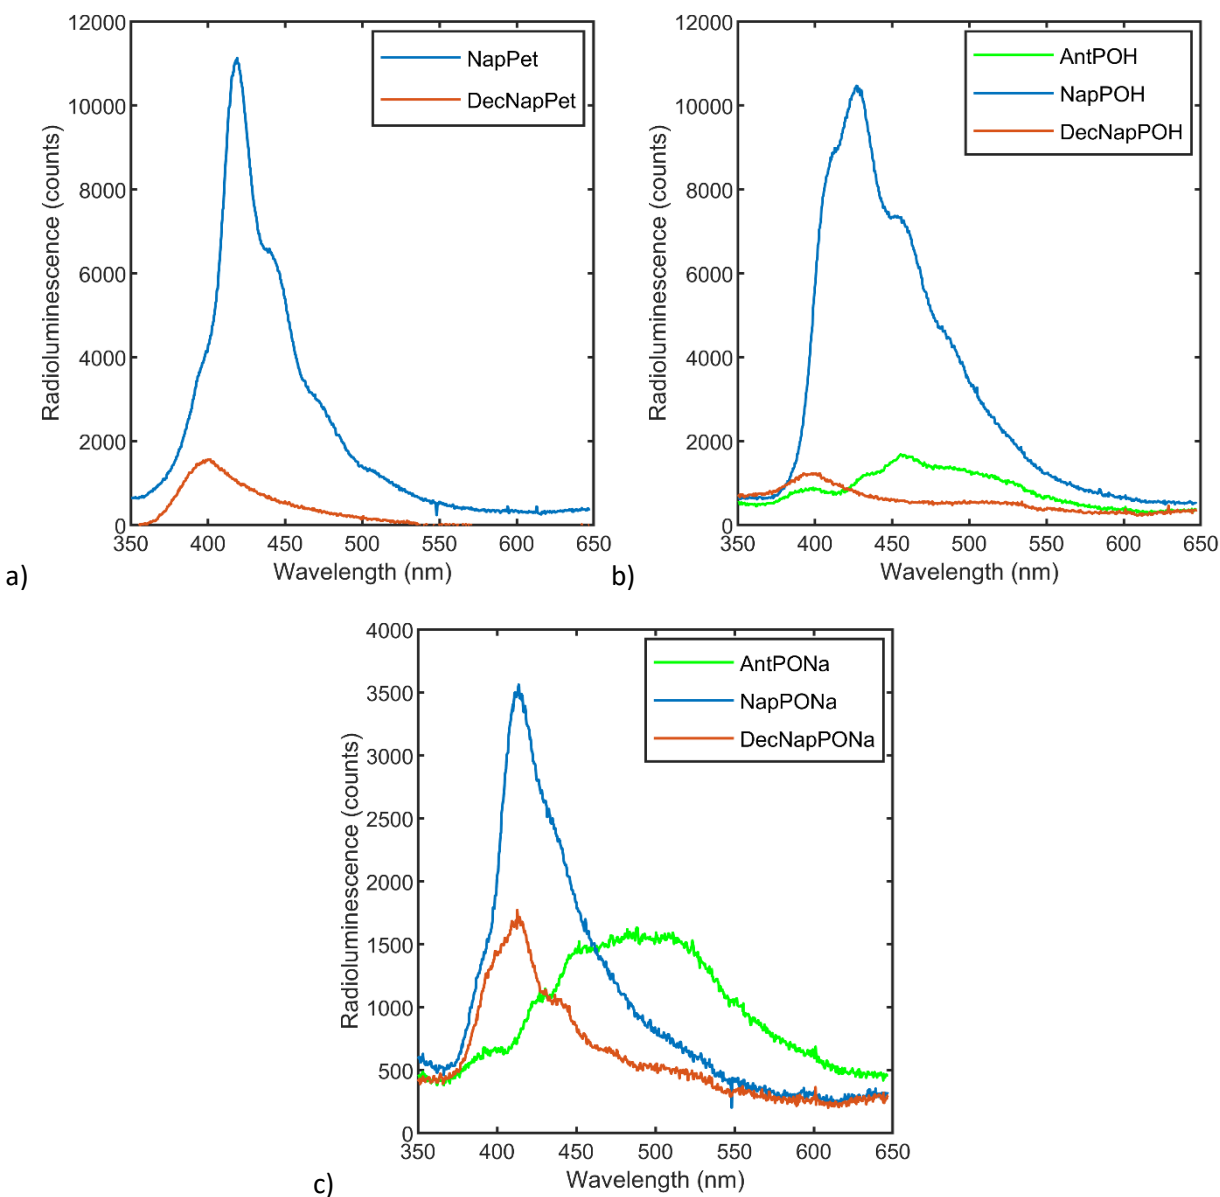 12000
10000
8000
6000
4000
2000
0
Radioluminescence (counts)
NapPet
DecNapPet
350 400 450 500 550 600 650
Wavelength (nm)
a)
12000
10000
8000
6000
4000
2000
0
Radioluminescence (counts)
AntPOH
NapPOH
DecNapPOH
350 400 450 500 550 600 650
Wavelength (nm)
b)
4000
3500
3000
2500
2000
1500
1000
500
0
Radioluminescence (counts)
AntPONa
NapPONa
DecNapPONa
350 400 450 500 550 600 650
Wavelength (nm)
c)